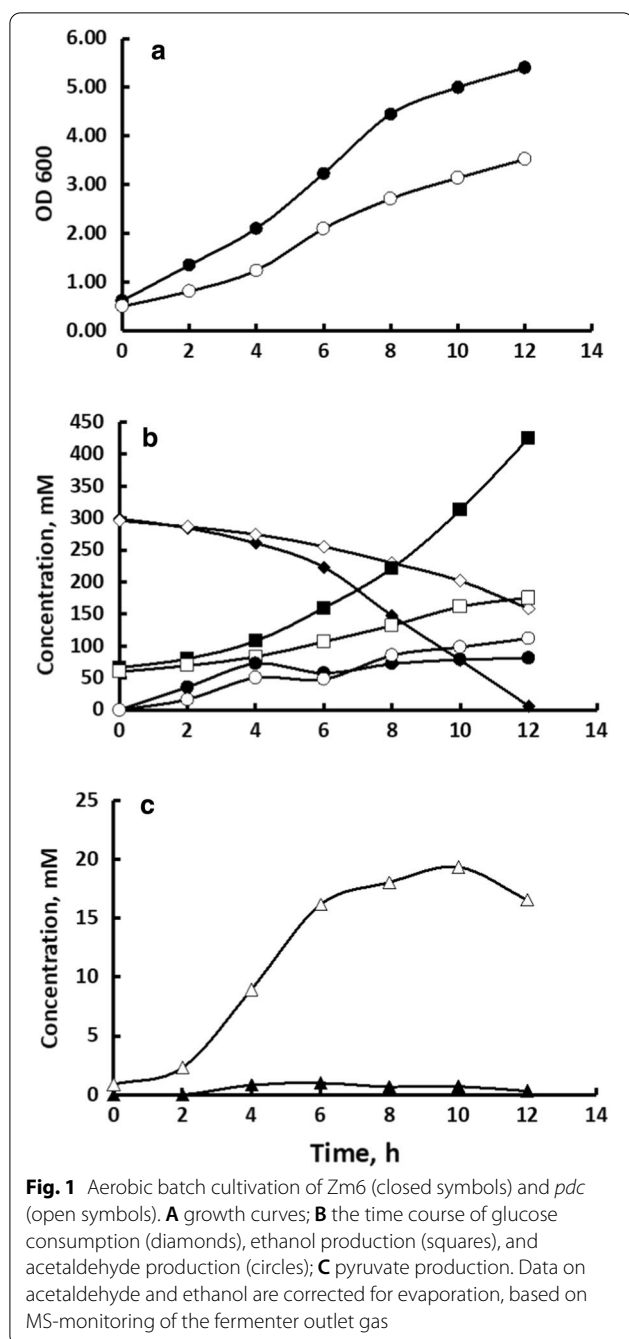 a
6.00
5.00
4.00
3.00
2.00
1.00
0.00
OD 600
0 2 4 6 8 10 12 14
b
450
400
350
300
250
200
150
100
50
0
Concentration, mM
0 2 4 6 8 10 12 14
c
25
20
15
10
5
0
Concentration, mM
0 2 4 6 8 10 12 14
Time, h
Fig. 1 Aerobic batch cultivation of Zm6 (closed symbols) and pdc
(open symbols). A growth curves; B the time course of glucose
consumption (diamonds), ethanol production (squares), and
acetaldehyde production (circles); C pyruvate production. Data on
acetaldehyde and ethanol are corrected for evaporation, based on
MS-monitoring of the fermenter outlet gas